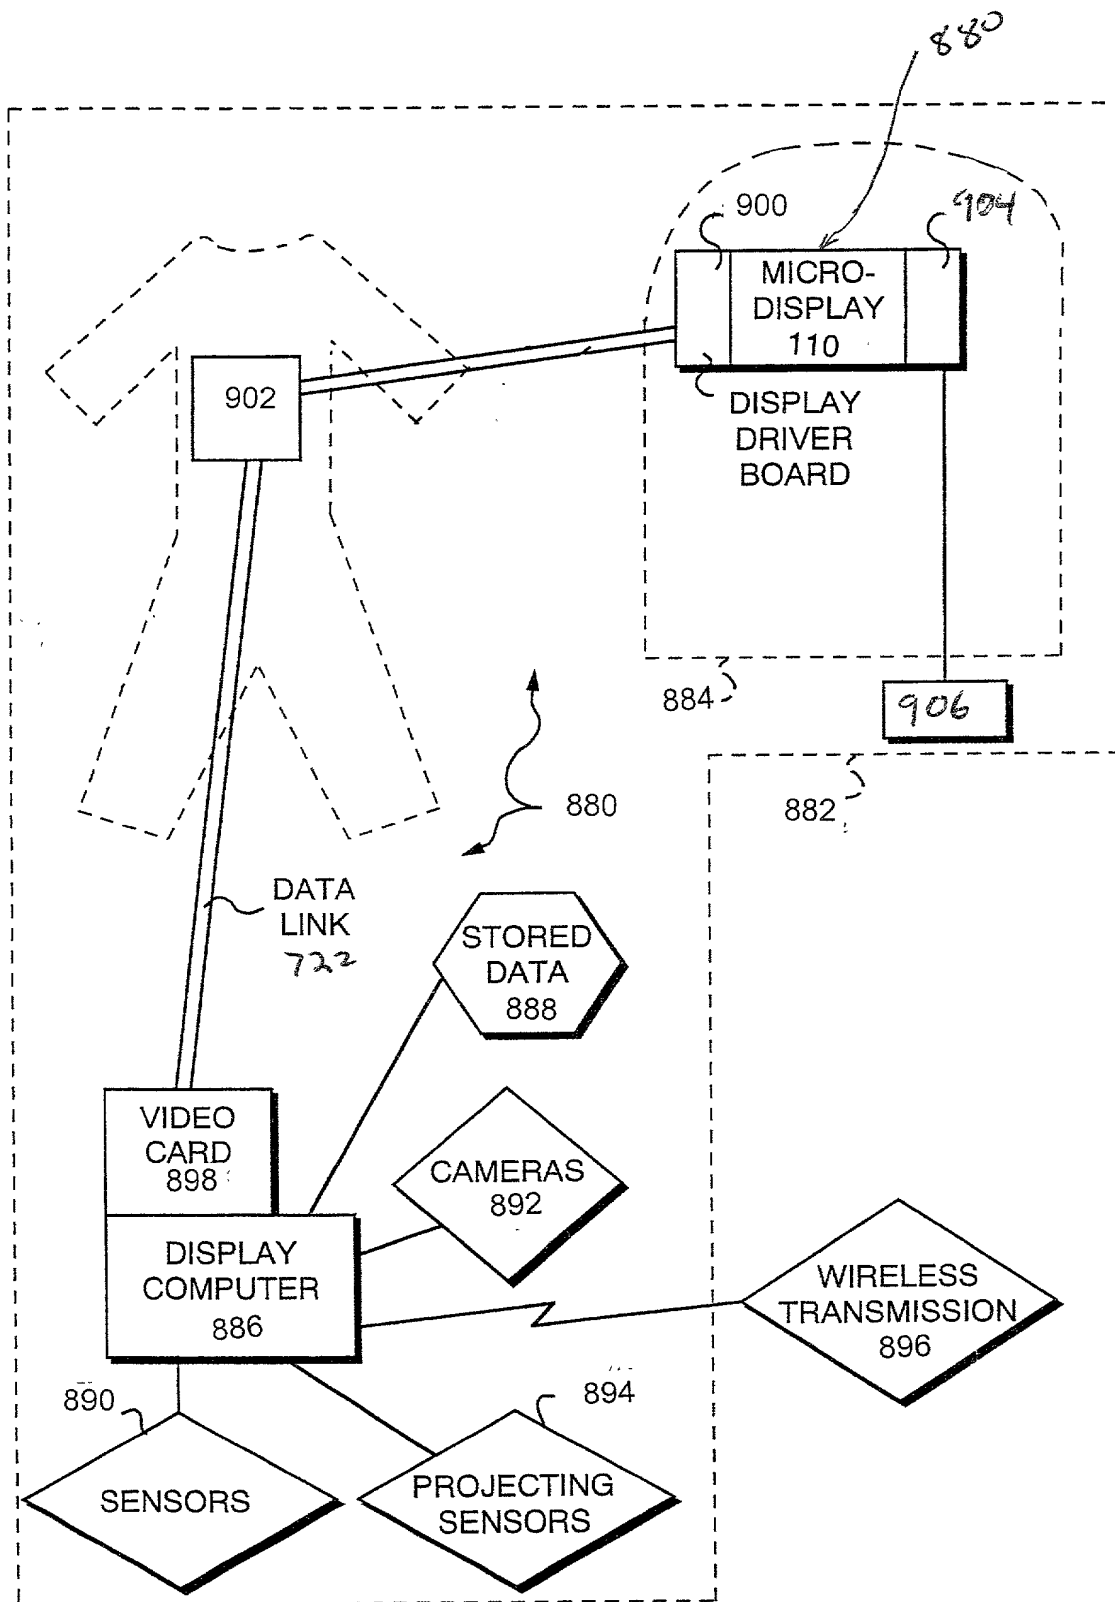 880
900
904
MICRO-
DISPLAY
110
902
DISPLAY
DRIVER
BOARD
884
906
880
882
DATA
LINK
722
STORED
DATA
888
VIDEO
CARD
898
CAMERAS
892
DISPLAY
COMPUTER
886
WIRELESS
TRANSMISSION
896
890
894
SENSORS
PROJECTING
SENSORS